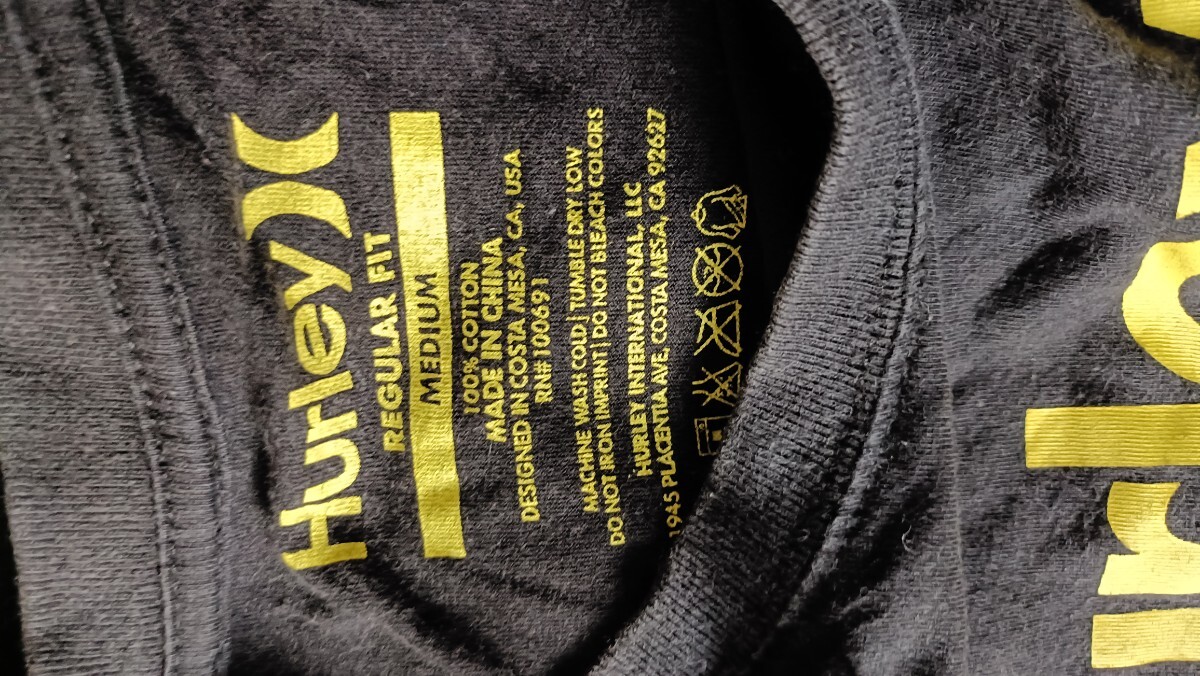 Hurley
REGULAR FIT
MEDIUM
100% COTTON
MADE IN CHINA
DESIGNED IN COSTA MESA, CA, USA
RN# 100691
MACHINE WASH COLD | TUMBLE DRY LOW
DO NOT IRON IMPRINT | DO NOT BLEACH COLORS
HURLEY INTERNATIONAL, LLC
1945 PLACENTIA AVE, COSTA MESA, CA 92627